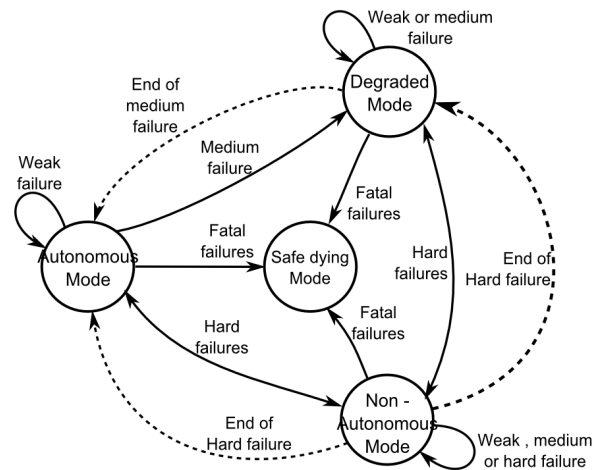 Weak or medium
failure
Degraded
Mode
End of
medium
failure
Medium
failure
Weak
failure
Fatal
failures
Autonomous
Mode
Fatal
failures
Safe dying
Mode
Hard
failures
End of
Hard failure
Fatal
failures
Hard
failures
Non -
Autonomous
Mode
End of
Hard failure
Weak , medium
or hard failure